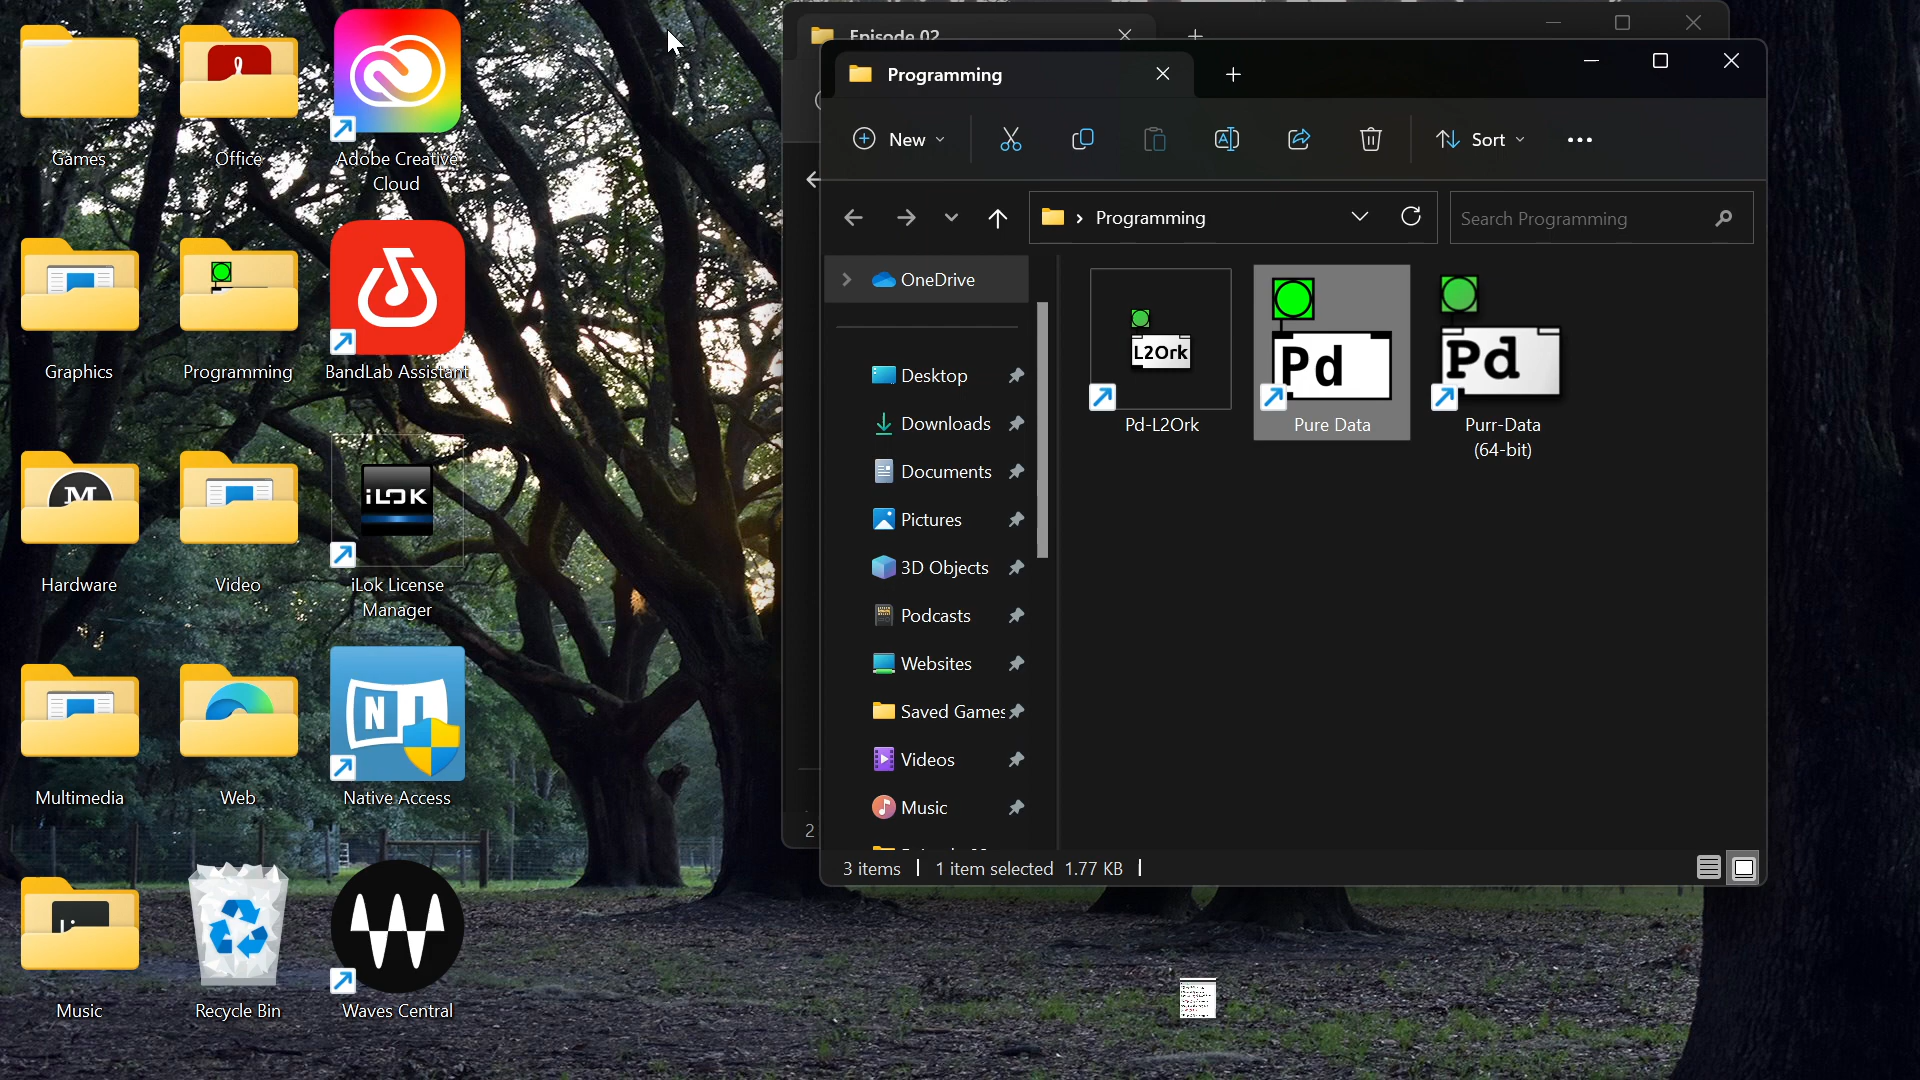 Games
Office
Adobe Creative
Cloud
Graphics
Programming
BandLab Assistant
M
Hardware
Video
iLOK
iLok License
Manager
Multimedia
Web
NI
Native Access
Music
Recycle Bin
Waves Central
Episode 02
2
Programming
New
Sort
Programming
Search Programming
OneDrive
Desktop
Downloads
Documents
Pictures
3D Objects
Podcasts
Websites
Saved Games
Videos
Music
L2Ork
Pd-L2Ork
Pd
Pure Data
Pd
Purr-Data
(64-bit)
3 items
1 item selected 1.77 KB